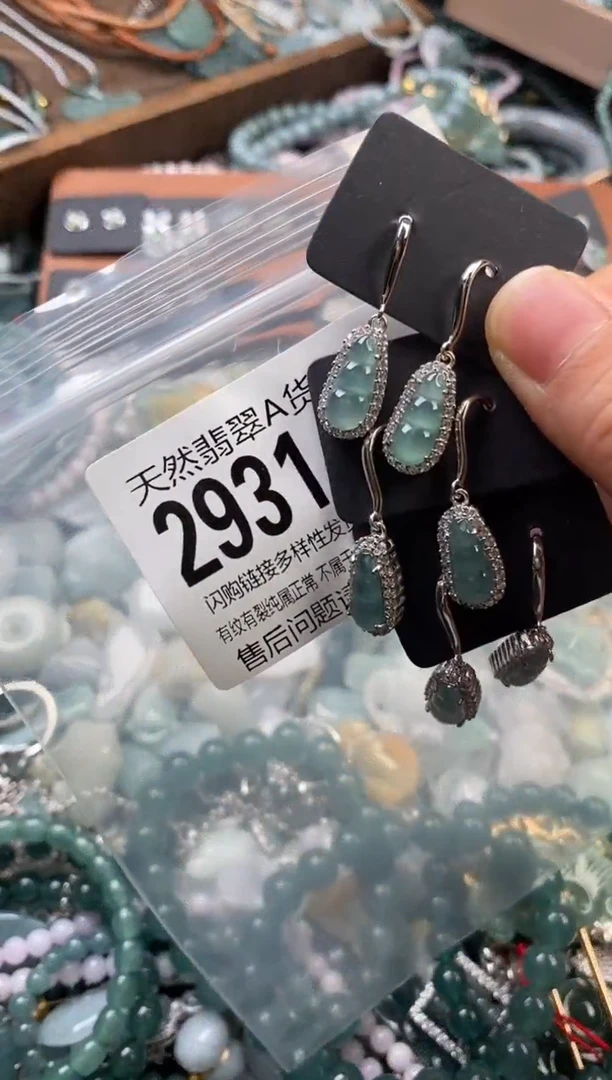 天然翡翠A货
2931
闪购链接多样性发
有纹有裂纯属正常 不属于
售后问题